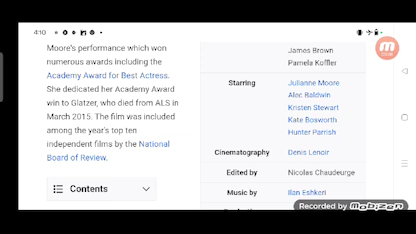 4:10
Moore's performance which won
numerous awards including the
Academy Award for Best Actress.
She dedicated her Academy Award
win to Glatzer, who died from ALS in
March 2015. The film was included
among the year's top ten
independent films by the National
Board of Review.
Contents
James Brown
Pamela Koffler
Starring
Julianne Moore
Alec Baldwin
Kristen Stewart
Kate Bosworth
Hunter Parrish
Cinematography
Denis Lenoir
Edited by
Nicolas Chaudeurge
Music by
Ilan Eshkeri
Recorded by Mobizen